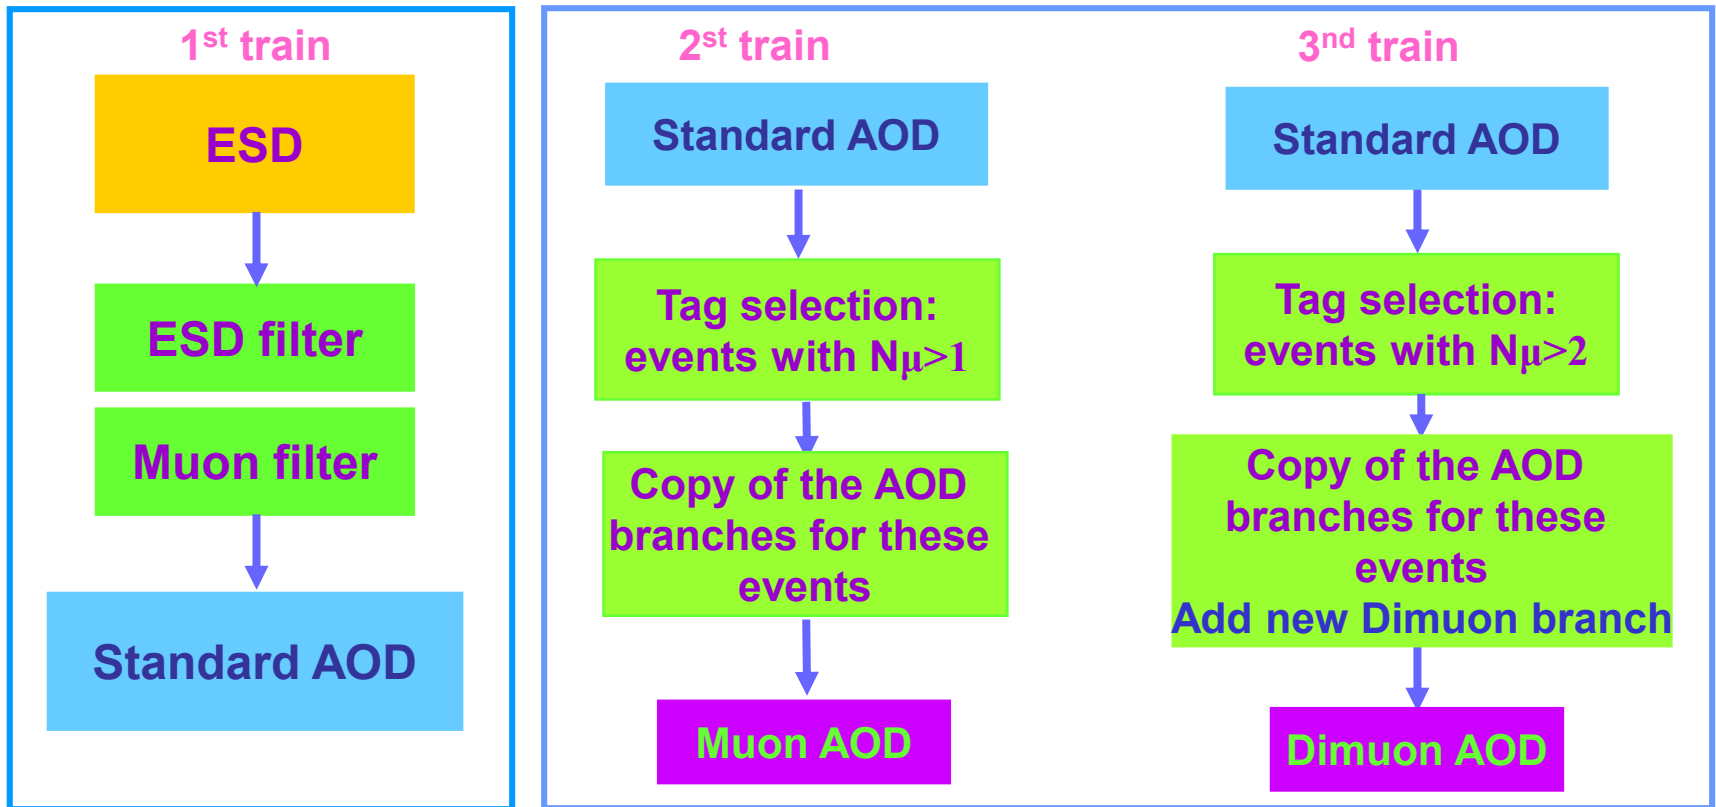 1st train
ESD
ESD filter
Muon filter
Standard AOD
2st train
Standard AOD
Tag selection:
events with Nμ>1
Copy of the AOD
branches for these
events
Muon AOD
3nd train
Standard AOD
Tag selection:
events with Nμ>2
Copy of the AOD
branches for these
events
Add new Dimuon branch
Dimuon AOD